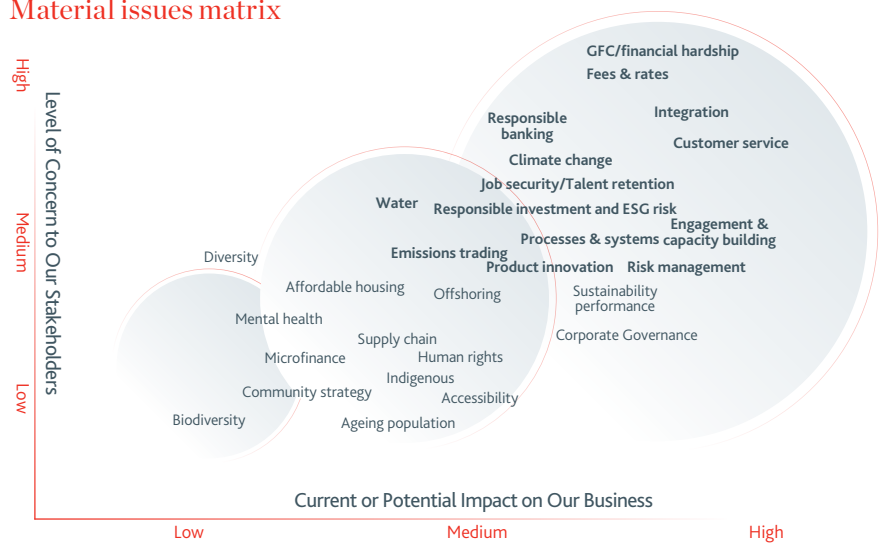 Material issues matrix
High
Medium
Low
Level of Concern to Our Stakeholders
GFC/financial hardship
Fees & rates
Integration
Responsible
banking
Customer service
Climate change
Job security/Talent retention
Water
Responsible investment and ESG risk
Engagement &
capacity building
Processes & systems
Emissions trading
Diversity
Product innovation
Risk management
Affordable housing
Offshoring
Sustainability
performance
Mental health
Corporate Governance
Supply chain
Microfinance
Human rights
Indigenous
Community strategy
Accessibility
Biodiversity
Ageing population
Current or Potential Impact on Our Business
Low
Medium
High